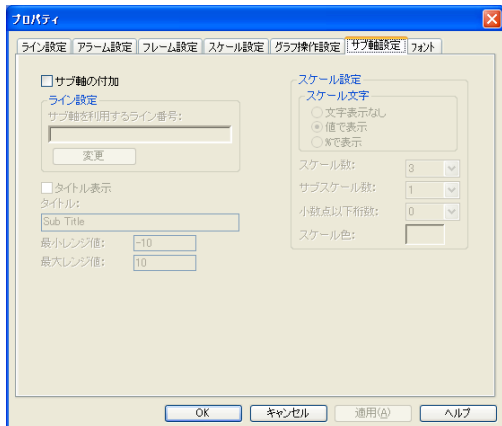 プロパティ
ライン設定 アラーム設定 フレーム設定 スケール設定 グラフ操作設定 サブ軸設定 フォント
サブ軸の付加
ライン設定
サブ軸を利用するライン番号:
変更
タイトル表示
タイトル:
Sub Title
最小レンジ値: -10
最大レンジ値: 10
スケール設定
スケール文字
文字表示なし
値で表示
%で表示
スケール数: 3
サブスケール数: 1
小数点以下桁数: 0
スケール色:
OK キャンセル 適用(A) ヘルプ